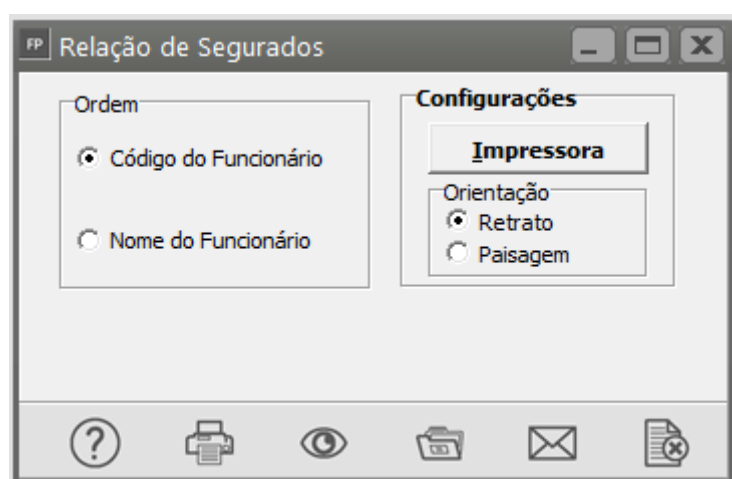 FP Relação de Segurados
Ordem
Código do Funcionário
Nome do Funcionário
Configurações
Impressora
Orientação
Retrato
Paisagem
?